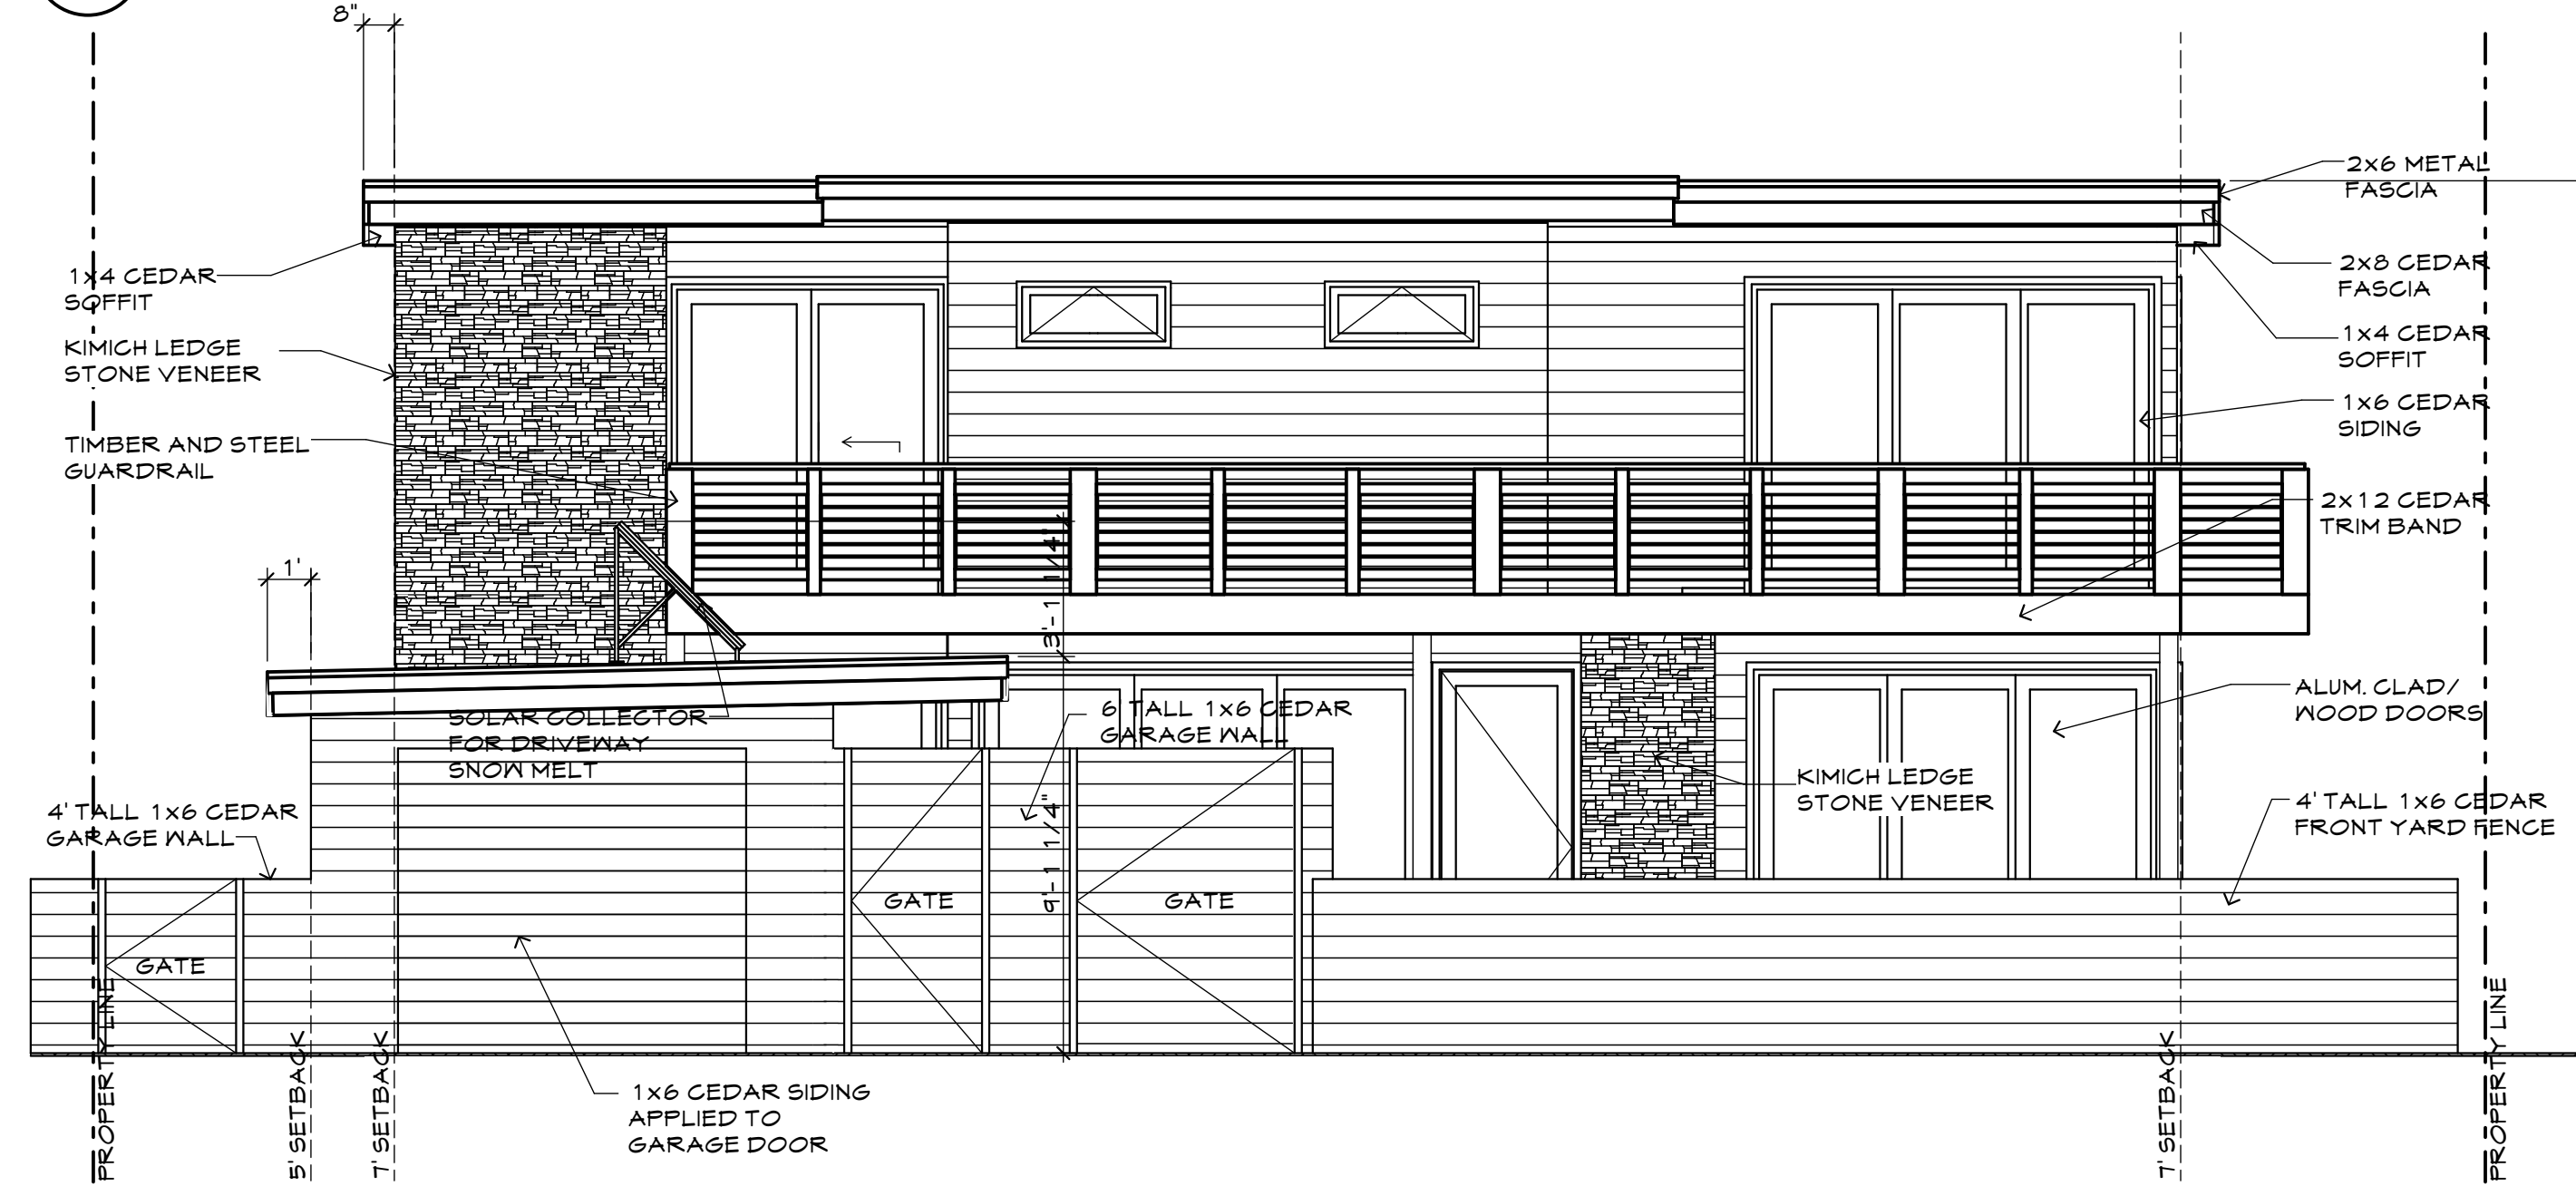 8"
2x6 METAL
FASCIA
1x4 CEDAR
SOFFIT
2x8 CEDAR
FASCIA
KIMICH LEDGE
STONE VENEER
1x4 CEDAR
SOFFIT
1x6 CEDAR
SIDING
TIMBER AND STEEL
GUARDRAIL
2x12 CEDAR
TRIM BAND
1'
3'-1 1/4"
SOLAR COLLECTOR
FOR DRIVEWAY
SNOW MELT
6' TALL 1x6 CEDAR
GARAGE WALL
ALUM. CLAD/
WOOD DOORS
KIMICH LEDGE
STONE VENEER
4' TALL 1x6 CEDAR
GARAGE WALL
4' TALL 1x6 CEDAR
FRONT YARD FENCE
9'-1 1/4"
GATE
GATE
GATE
PROPERTY LINE
5' SETBACK
7' SETBACK
1x6 CEDAR SIDING
APPLIED TO
GARAGE DOOR
7' SETBACK
PROPERTY LINE